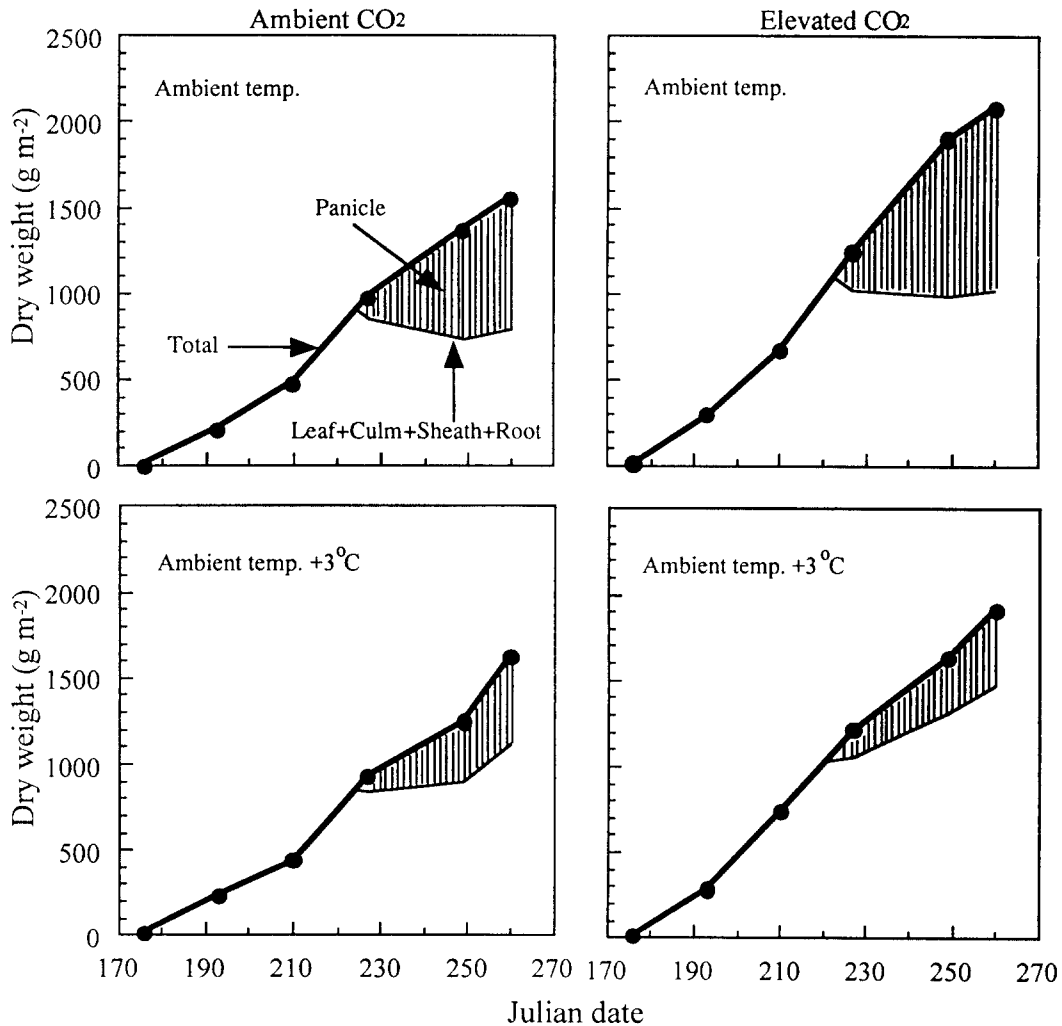 Ambient CO2
Elevated CO2
2500
2000
1500
1000
500
0
Dry weight (g m-2)
Ambient temp.
Panicle
Total
Leaf+Culm+Sheath+Root
Ambient temp.
2500
2000
1500
1000
500
0
Dry weight (g m-2)
Ambient temp. +3°C
Ambient temp. +3°C
170 190 210 230 250 270 170 190 210 230 250 270
Julian date